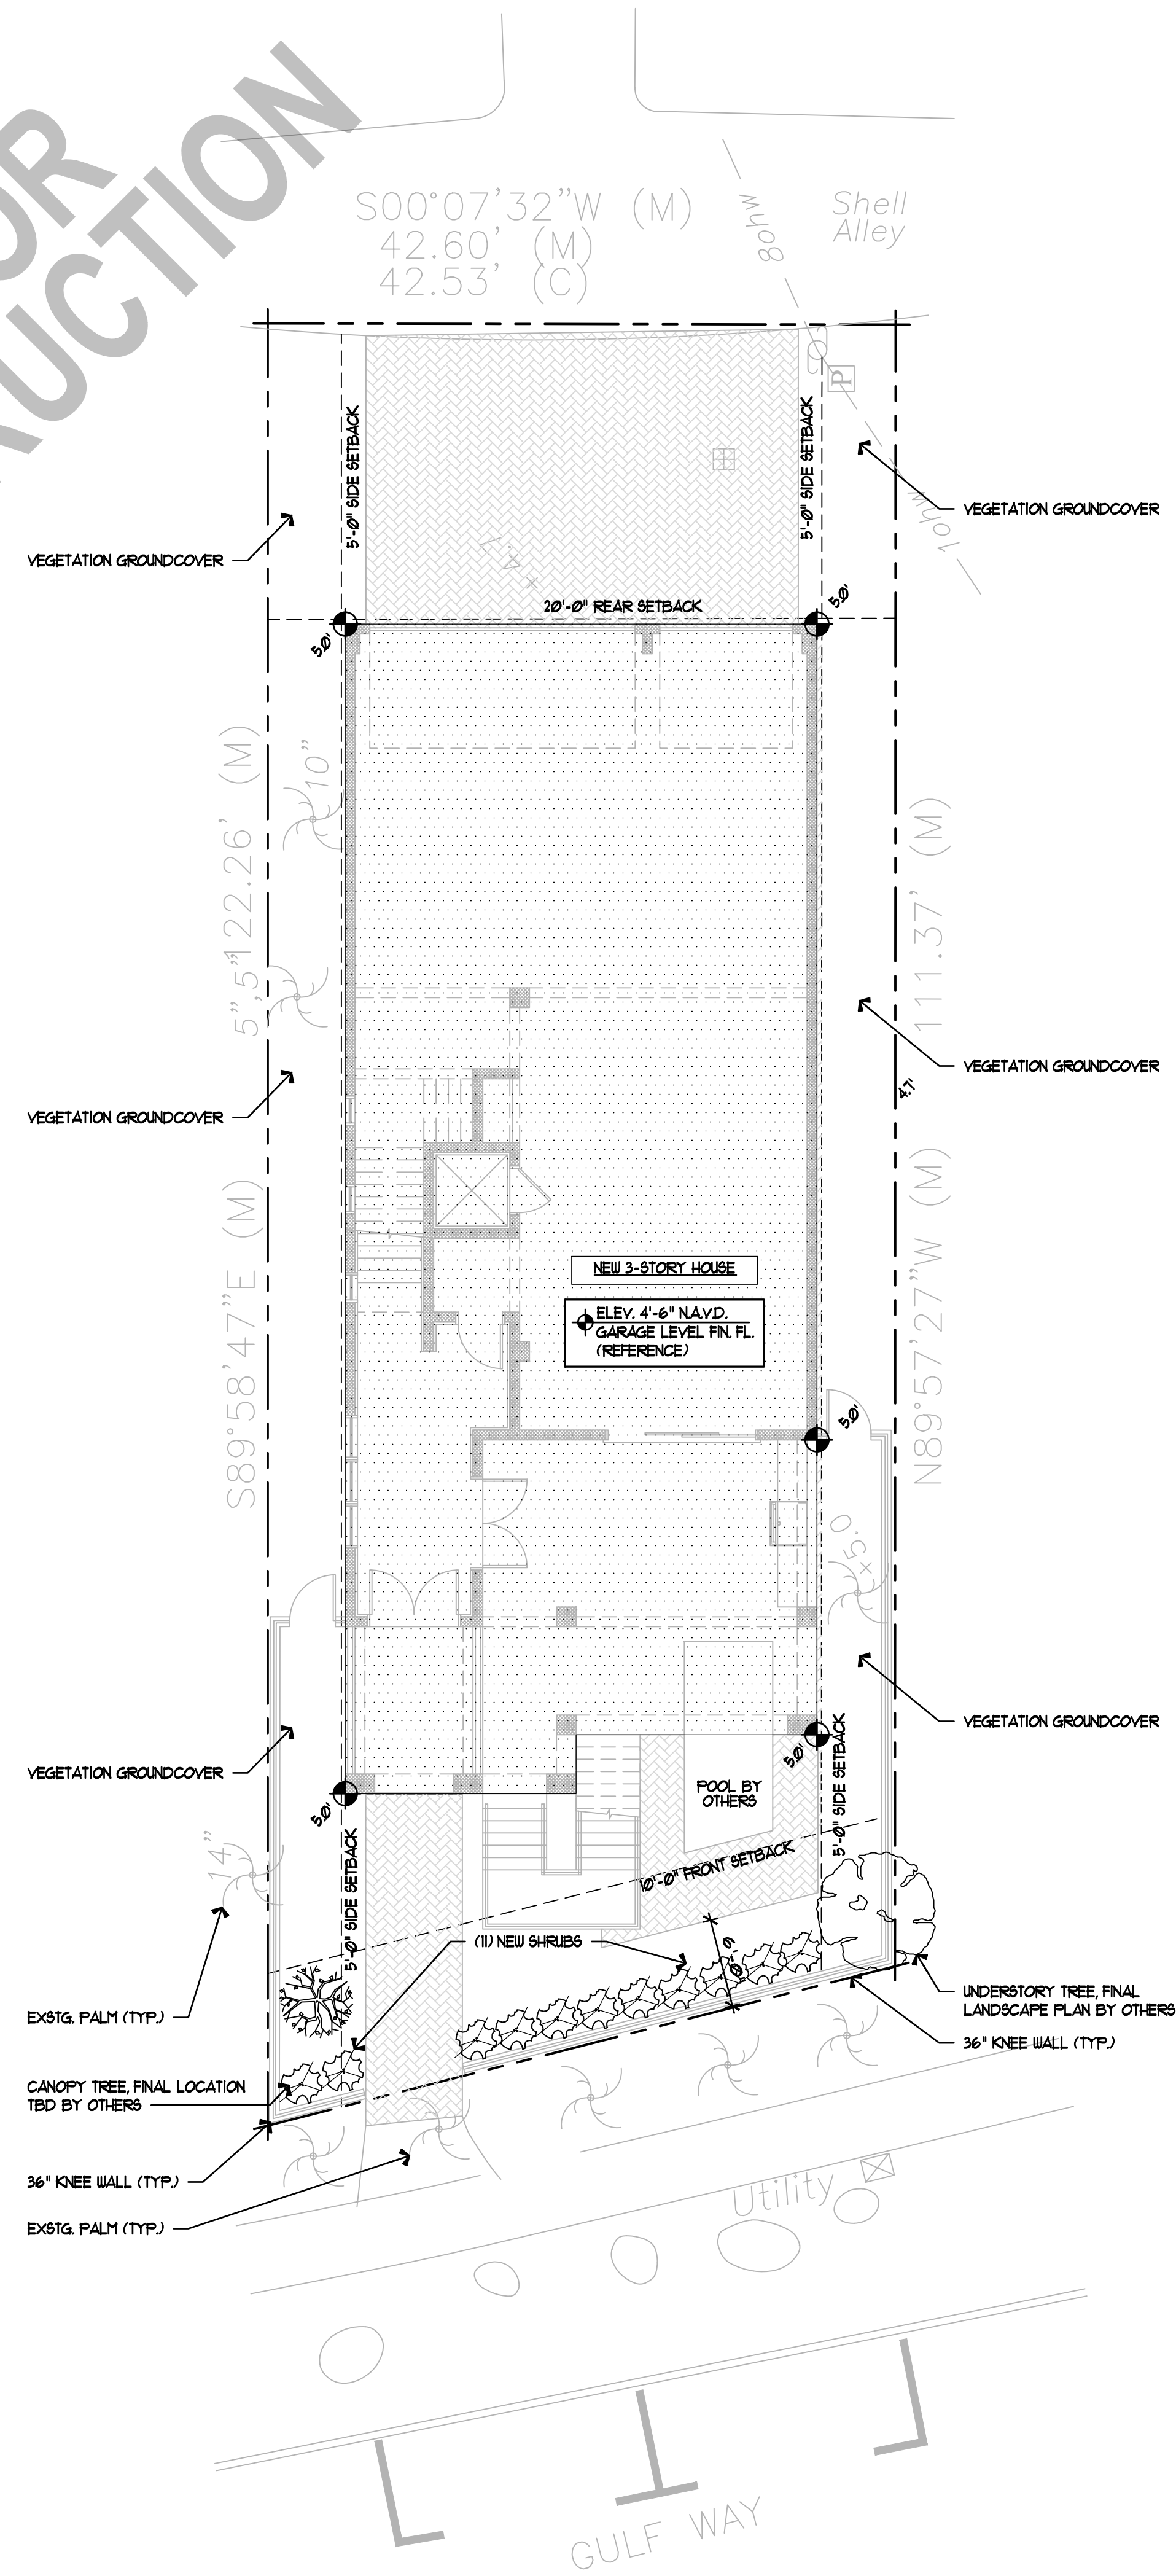 OR
RUCTION
S00°07'32"W (M)
42.60' (M)
42.53' (C)
8ohw
Shell
Alley
P
5'-0" SIDE SETBACK
5'-0" SIDE SETBACK
VEGETATION GROUNDCOVER
10hw
VEGETATION GROUNDCOVER
20'-0" REAR SETBACK
5.0'
5.0'
10"
5",5"
122.26' (M)
111.37' (M)
VEGETATION GROUNDCOVER
4.7'
VEGETATION GROUNDCOVER
S89°58'47"E (M)
N89°57'27"W (M)
NEW 3-STORY HOUSE
ELEV. 4'-6" N.A.V.D.
GARAGE LEVEL FIN. FL.
(REFERENCE)
5.0'
×5.0
VEGETATION GROUNDCOVER
VEGETATION GROUNDCOVER
5.0'
5.0'
POOL BY
OTHERS
5'-0" SIDE SETBACK
5'-0" SIDE SETBACK
14"
10'-0" FRONT SETBACK
(11) NEW SHRUBS
EXSTG. PALM (TYP.)
UNDERSTORY TREE, FINAL
LANDSCAPE PLAN BY OTHERS
36" KNEE WALL (TYP.)
CANOPY TREE, FINAL LOCATION
TBD BY OTHERS
36" KNEE WALL (TYP.)
EXSTG. PALM (TYP.)
Utility
GULF WAY